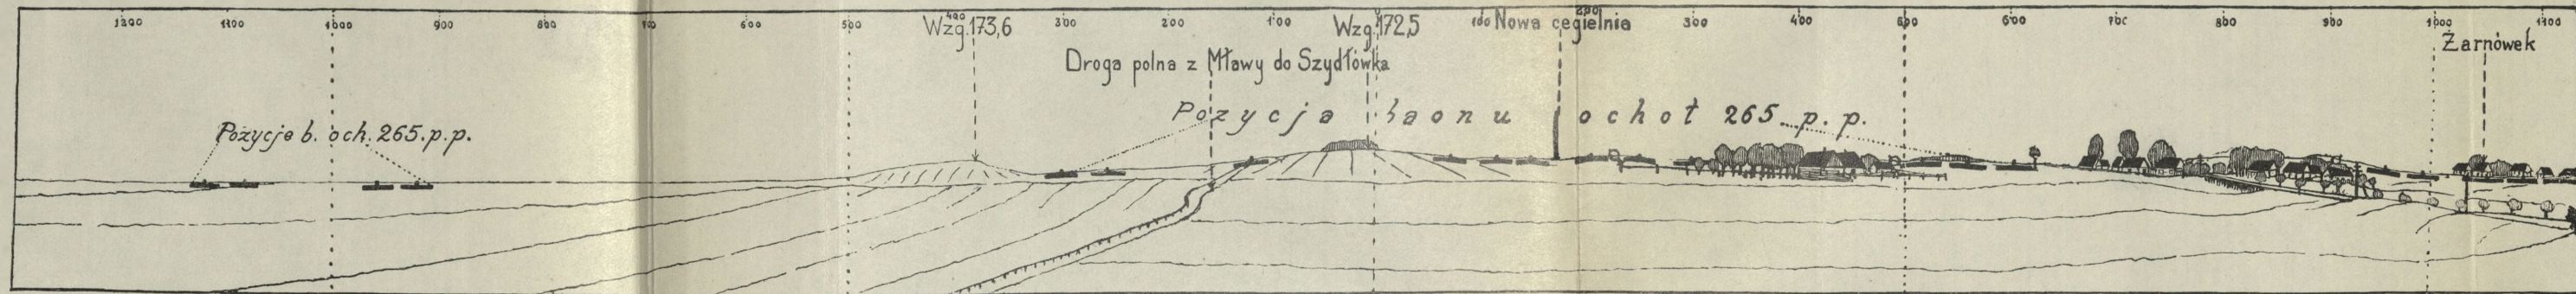 1200 1100 1000 900 800 700 600 500 400 300 200 100 100 200 300 400 500 600 700 800 900 1000 1100
Wzg. 173,6 Wzg. 172,5 Nowa cegielnia
Żarnówek
Droga polna z Mławy do Szydłówka
Pozycja baonu ochot 265 p. p.
Pozycje b. och. 265. p. p.